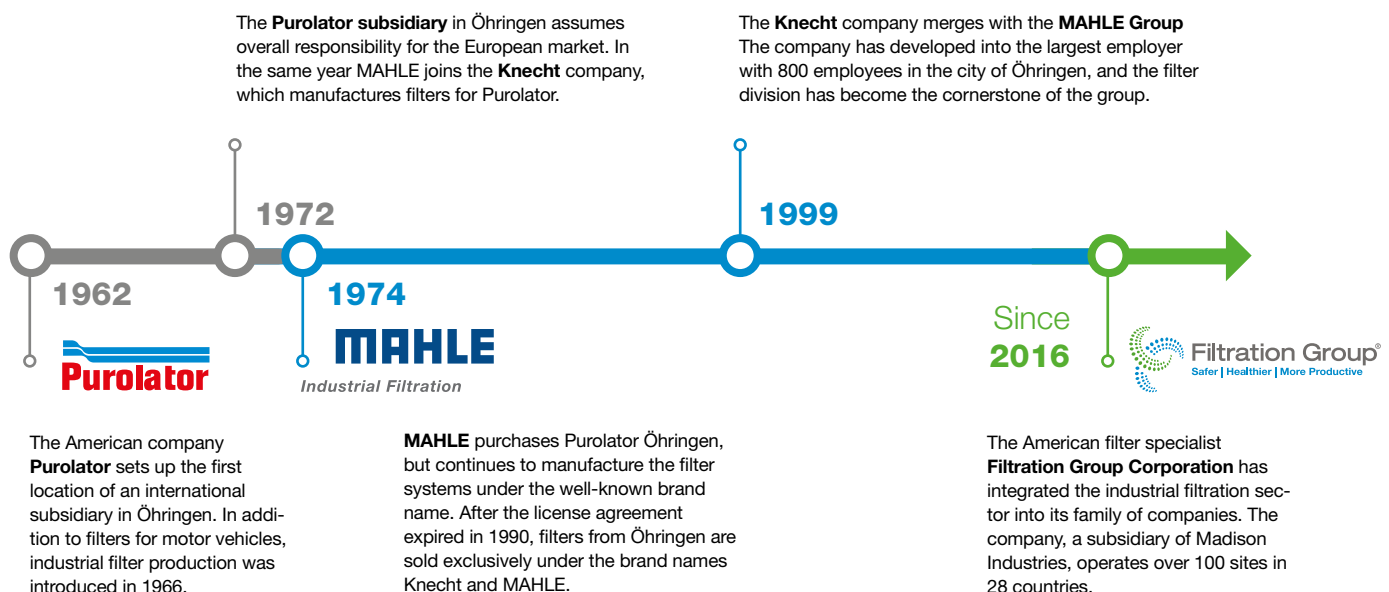 The Purolator subsidiary in Öhringen assumes
overall responsibility for the European market. In
the same year MAHLE joins the Knecht company,
which manufactures filters for Purolator.
The Knecht company merges with the MAHLE Group
The company has developed into the largest employer
with 800 employees in the city of Öhringen, and the filter
division has become the cornerstone of the group.
1972
1999
1962
1974
Since
2016
Purolator
MAHLE
Industrial Filtration
Filtration Group®
Safer | Healthier | More Productive
The American company
Purolator sets up the first
location of an international
subsidiary in Öhringen. In addi-
tion to filters for motor vehicles,
industrial filter production was
introduced in 1966.
MAHLE purchases Purolator Öhringen,
but continues to manufacture the filter
systems under the well-known brand
name. After the license agreement
expired in 1990, filters from Öhringen are
sold exclusively under the brand names
Knecht and MAHLE.
The American filter specialist
Filtration Group Corporation has
integrated the industrial filtration sec-
tor into its family of companies. The
company, a subsidiary of Madison
Industries, operates over 100 sites in
28 countries.